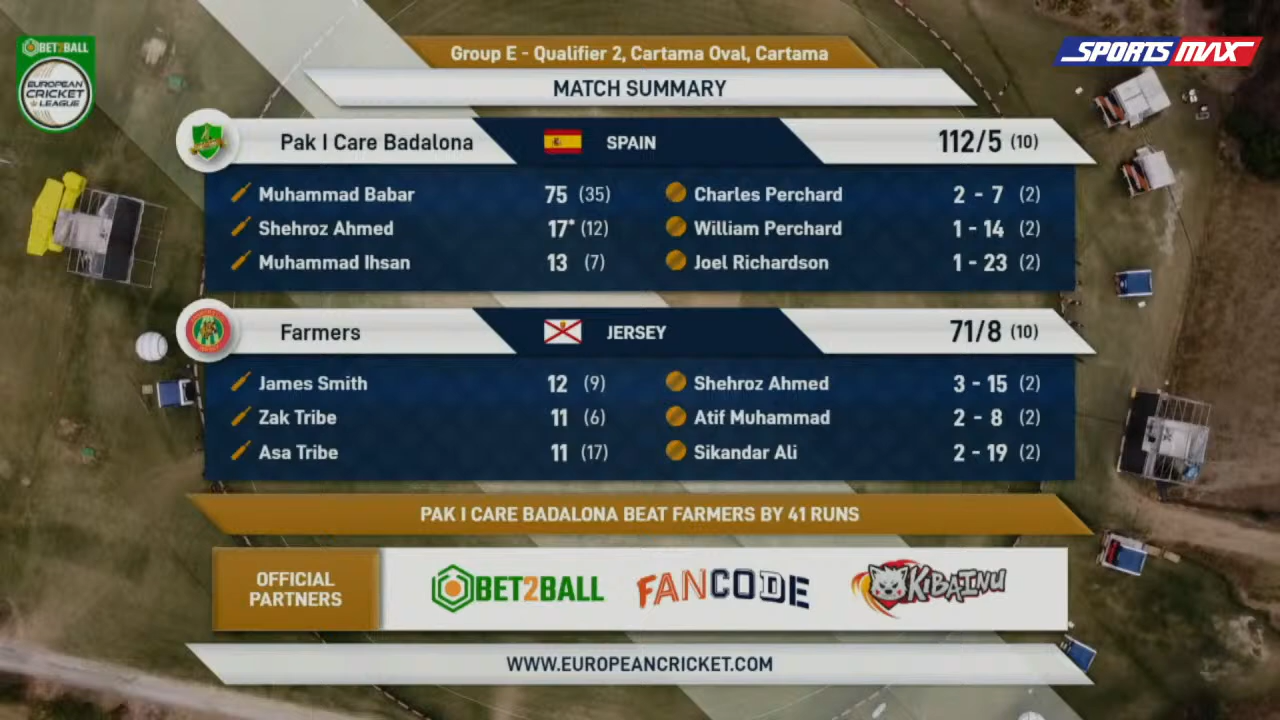 BET2BALL
EUROPEAN
CRICKET
LEAGUE
Group E - Qualifier 2, Cartama Oval, Cartama
SPORTSMAX
MATCH SUMMARY
Pak I Care Badalona SPAIN 112/5 (10)
Muhammad Babar 75 (35) Charles Perchard 2 - 7 (2)
Shehroz Ahmed 17* (12) William Perchard 1 - 14 (2)
Muhammad Ihsan 13 (7) Joel Richardson 1 - 23 (2)
Farmers JERSEY 71/8 (10)
James Smith 12 (9) Shehroz Ahmed 3 - 15 (2)
Zak Tribe 11 (6) Atif Muhammad 2 - 8 (2)
Asa Tribe 11 (17) Sikandar Ali 2 - 19 (2)
PAK I CARE BADALONA BEAT FARMERS BY 41 RUNS
OFFICIAL
PARTNERS
BET2BALL FANCODE KIBAINU
WWW.EUROPEANCRICKET.COM